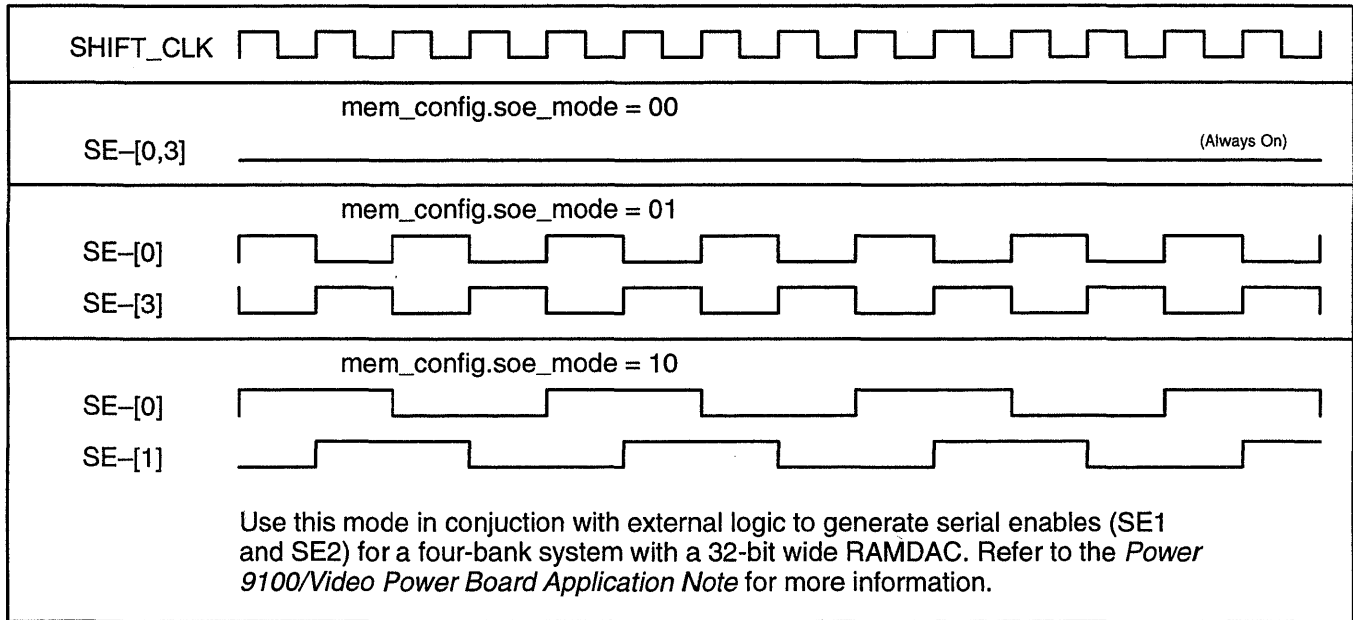 SHIFT_CLK
mem_config.soe_mode = 00
SE–[0,3]
(Always On)
mem_config.soe_mode = 01
SE–[0]
SE–[3]
mem_config.soe_mode = 10
SE–[0]
SE–[1]
Use this mode in conjuction with external logic to generate serial enables (SE1
and SE2) for a four-bank system with a 32-bit wide RAMDAC. Refer to the Power
9100/Video Power Board Application Note for more information.